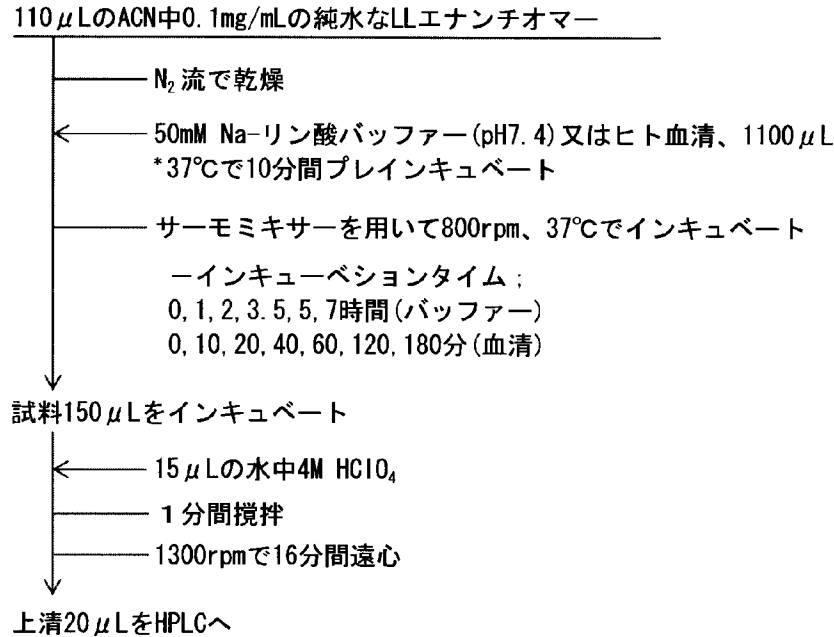 110μLのACN中0.1mg/mLの純水なLLエナンチオマー
N₂流で乾燥
50mM Na-リン酸バッファー(pH7.4)又はヒト血清、1100μL
*37℃で10分間プレインキュベート
サーモミキサーを用いて800rpm、37℃でインキュベート
－インキューベションタイム；
0,1,2,3.5,5,7時間(バッファー)
0,10,20,40,60,120,180分(血清)
試料150μLをインキュベート
15μLの水中4M HClO₄
1分間撹拌
1300rpmで16分間遠心
上清20μLをHPLCへ